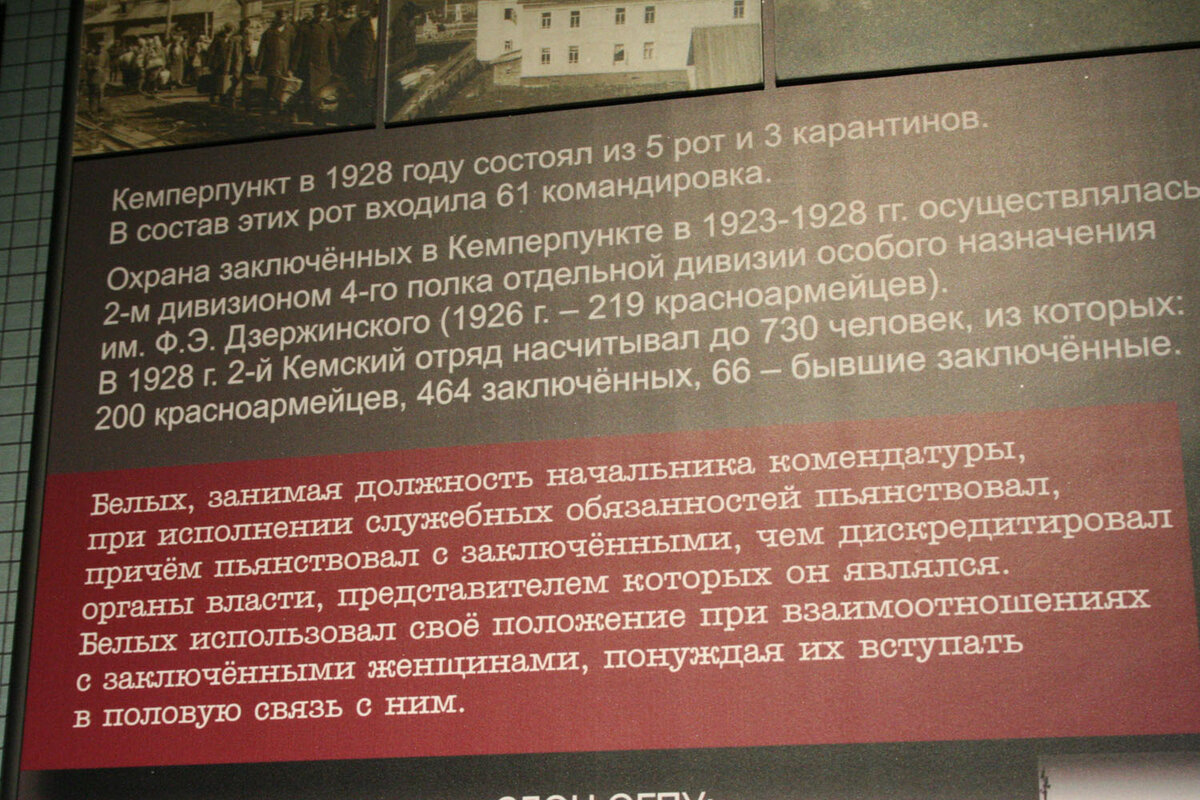 Кемперпункт в 1928 году состоял из 5 рот и 3 карантинов.
В состав этих рот входила 61 командировка.
Охрана заключённых в Кемперпункте в 1923-1928 гг. осуществлялась
2-м дивизионом 4-го полка отдельной дивизии особого назначения
им. Ф.Э. Дзержинского (1926 г. – 219 красноармейцев).
В 1928 г. 2-й Кемский отряд насчитывал до 730 человек, из которых:
200 красноармейцев, 464 заключённых, 66 – бывшие заключённые.
Белых, занимая должность начальника комендатуры,
при исполнении служебных обязанностей пьянствовал,
причём пьянствовал с заключёнными, чем дискредитировал
органы власти, представителем которых он являлся.
Белых использовал своё положение при взаимоотношениях
с заключёнными женщинами, понуждая их вступать
в половую связь с ним.
ОГПУ: